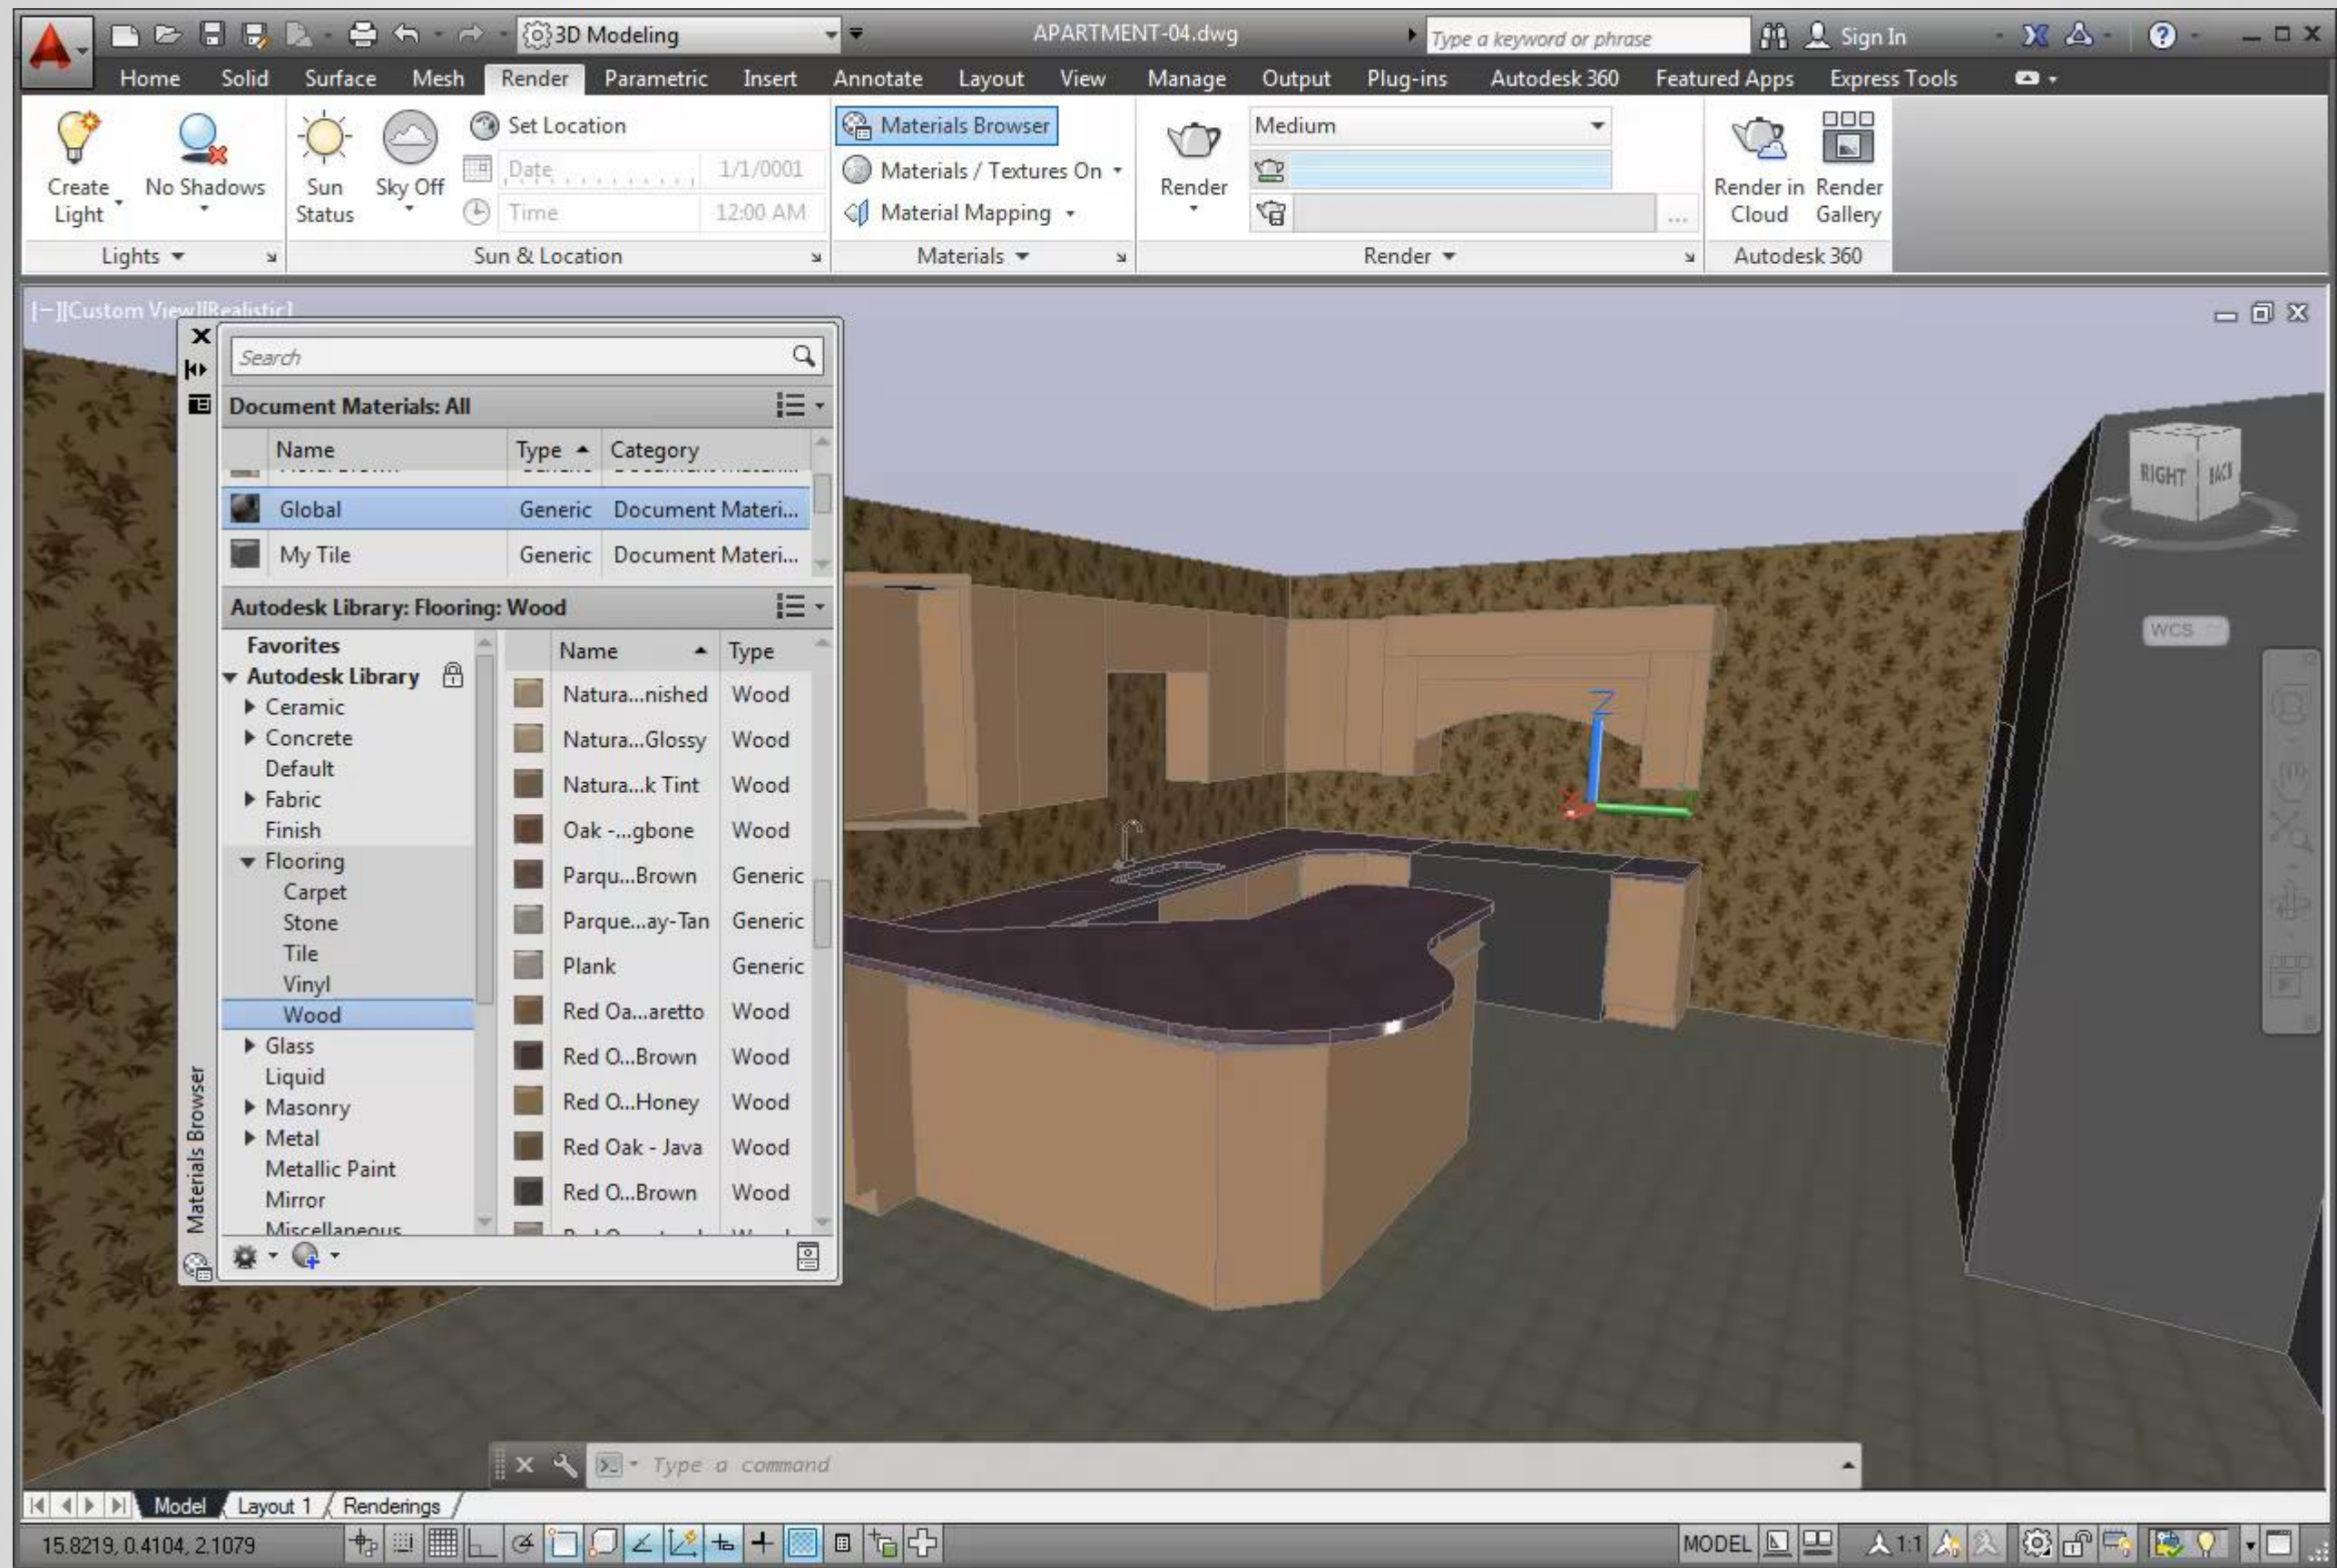 3D Modeling APARTMENT-04.dwg Type a keyword or phrase Sign In
Home Solid Surface Mesh Render Parametric Insert Annotate Layout View Manage Output Plug-ins Autodesk 360 Featured Apps Express Tools
Create Light
No Shadows
Lights
Sun Status
Sky Off
Set Location
Date 1/1/0001
Time 12:00 AM
Sun & Location
Materials Browser
Materials / Textures On
Material Mapping
Materials
Render
Medium
...
Render
Render in Cloud
Render Gallery
Autodesk 360
[−][Custom View][Realistic]
Search
Document Materials: All
Name Type Category
Global Generic Document Materi...
My Tile Generic Document Materi...
Autodesk Library: Flooring: Wood
Favorites
Autodesk Library
Ceramic
Concrete
Default
Fabric
Finish
Flooring
Carpet
Stone
Tile
Vinyl
Wood
Glass
Liquid
Masonry
Metal
Metallic Paint
Mirror
Miscellaneous
Name Type
Natura...nished Wood
Natura...Glossy Wood
Natura...k Tint Wood
Oak -...gbone Wood
Parqu...Brown Generic
Parque...ay-Tan Generic
Plank Generic
Red Oa...aretto Wood
Red O...Brown Wood
Red O...Honey Wood
Red Oak - Java Wood
Red O...Brown Wood
Materials Browser
RIGHT BACK
WCS
Z
Type a command
Model Layout 1 Renderings
15.8219, 0.4104, 2.1079 MODEL 1:1